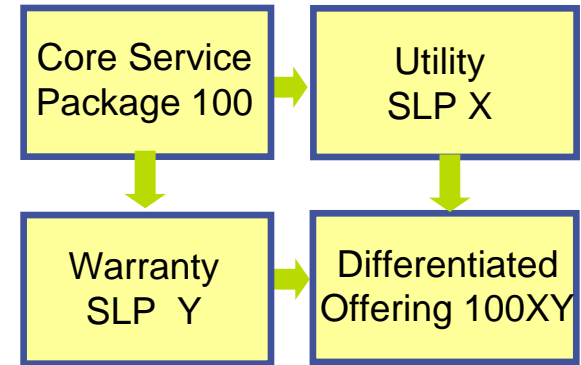 Core Service
Package 100
Utility
SLP X
Warranty
SLP Y
Differentiated
Offering 100XY